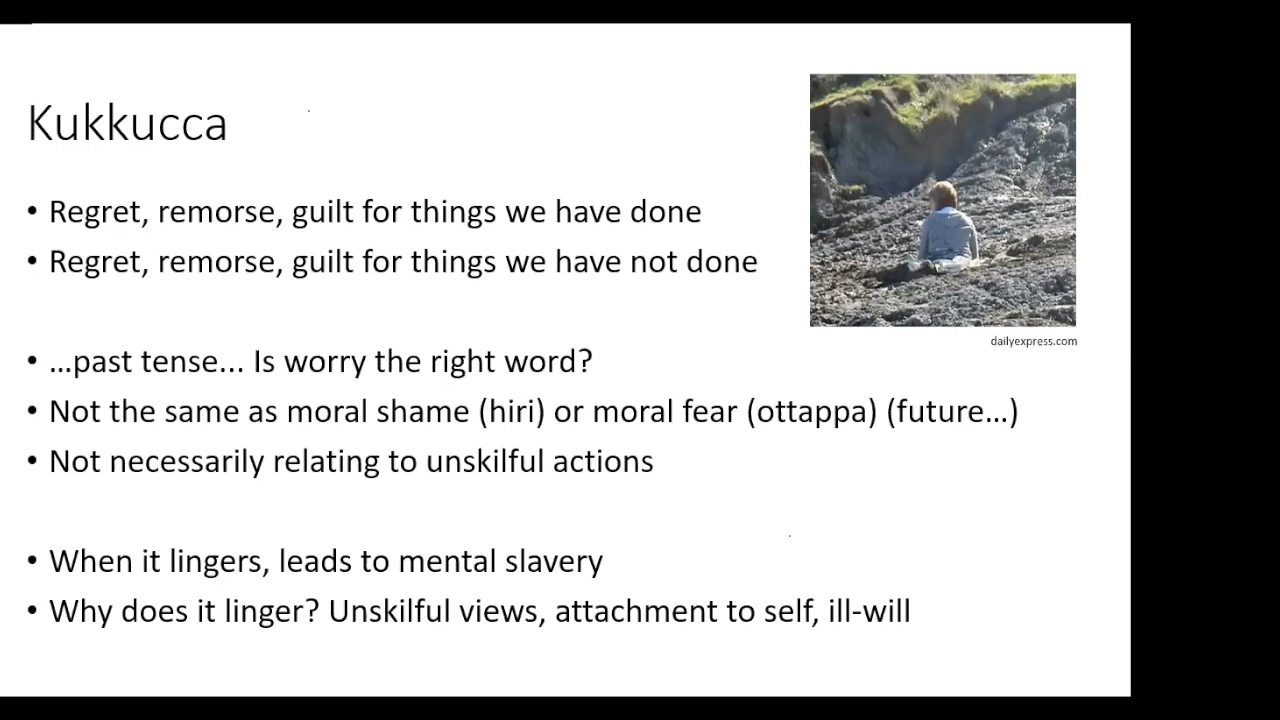 Kukkucca
• Regret, remorse, guilt for things we have done
• Regret, remorse, guilt for things we have not done
dailyexpress.com
• ...past tense... Is worry the right word?
• Not the same as moral shame (hiri) or moral fear (ottappa) (future...)
• Not necessarily relating to unskilful actions
• When it lingers, leads to mental slavery
• Why does it linger? Unskilful views, attachment to self, ill-will